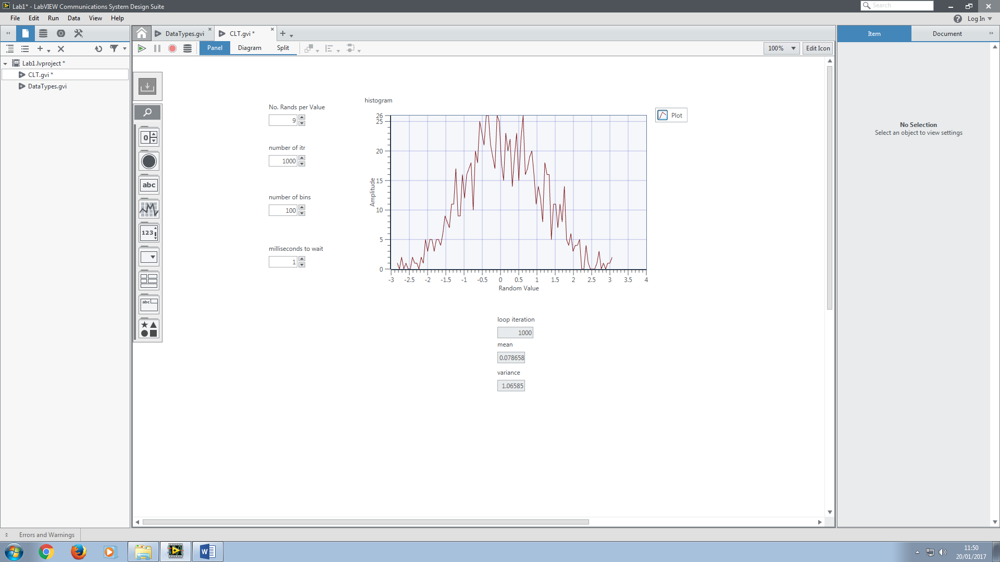 Lab1* - LabVIEW Communications System Design Suite
Search
File Edit Run Data View Help
Log In
DataTypes.gvi
CLT.gvi *
Item
Document
Panel
Diagram
Split
100%
Edit Icon
Lab1.lvproject *
CLT.gvi *
DataTypes.gvi
No Selection
Select an object to view settings
0
abc
123
abc
No. Rands per Value
9
number of itr
1000
number of bins
100
milliseconds to wait
1
histogram
Plot
26
25
20
15
10
5
0
Amplitude
-3 -2.5 -2 -1.5 -1 -0.5 0 0.5 1 1.5 2 2.5 3 3.5 4
Random Value
loop iteration
1000
mean
0.078658
variance
1.06585
Errors and Warnings
11:50
20/01/2017